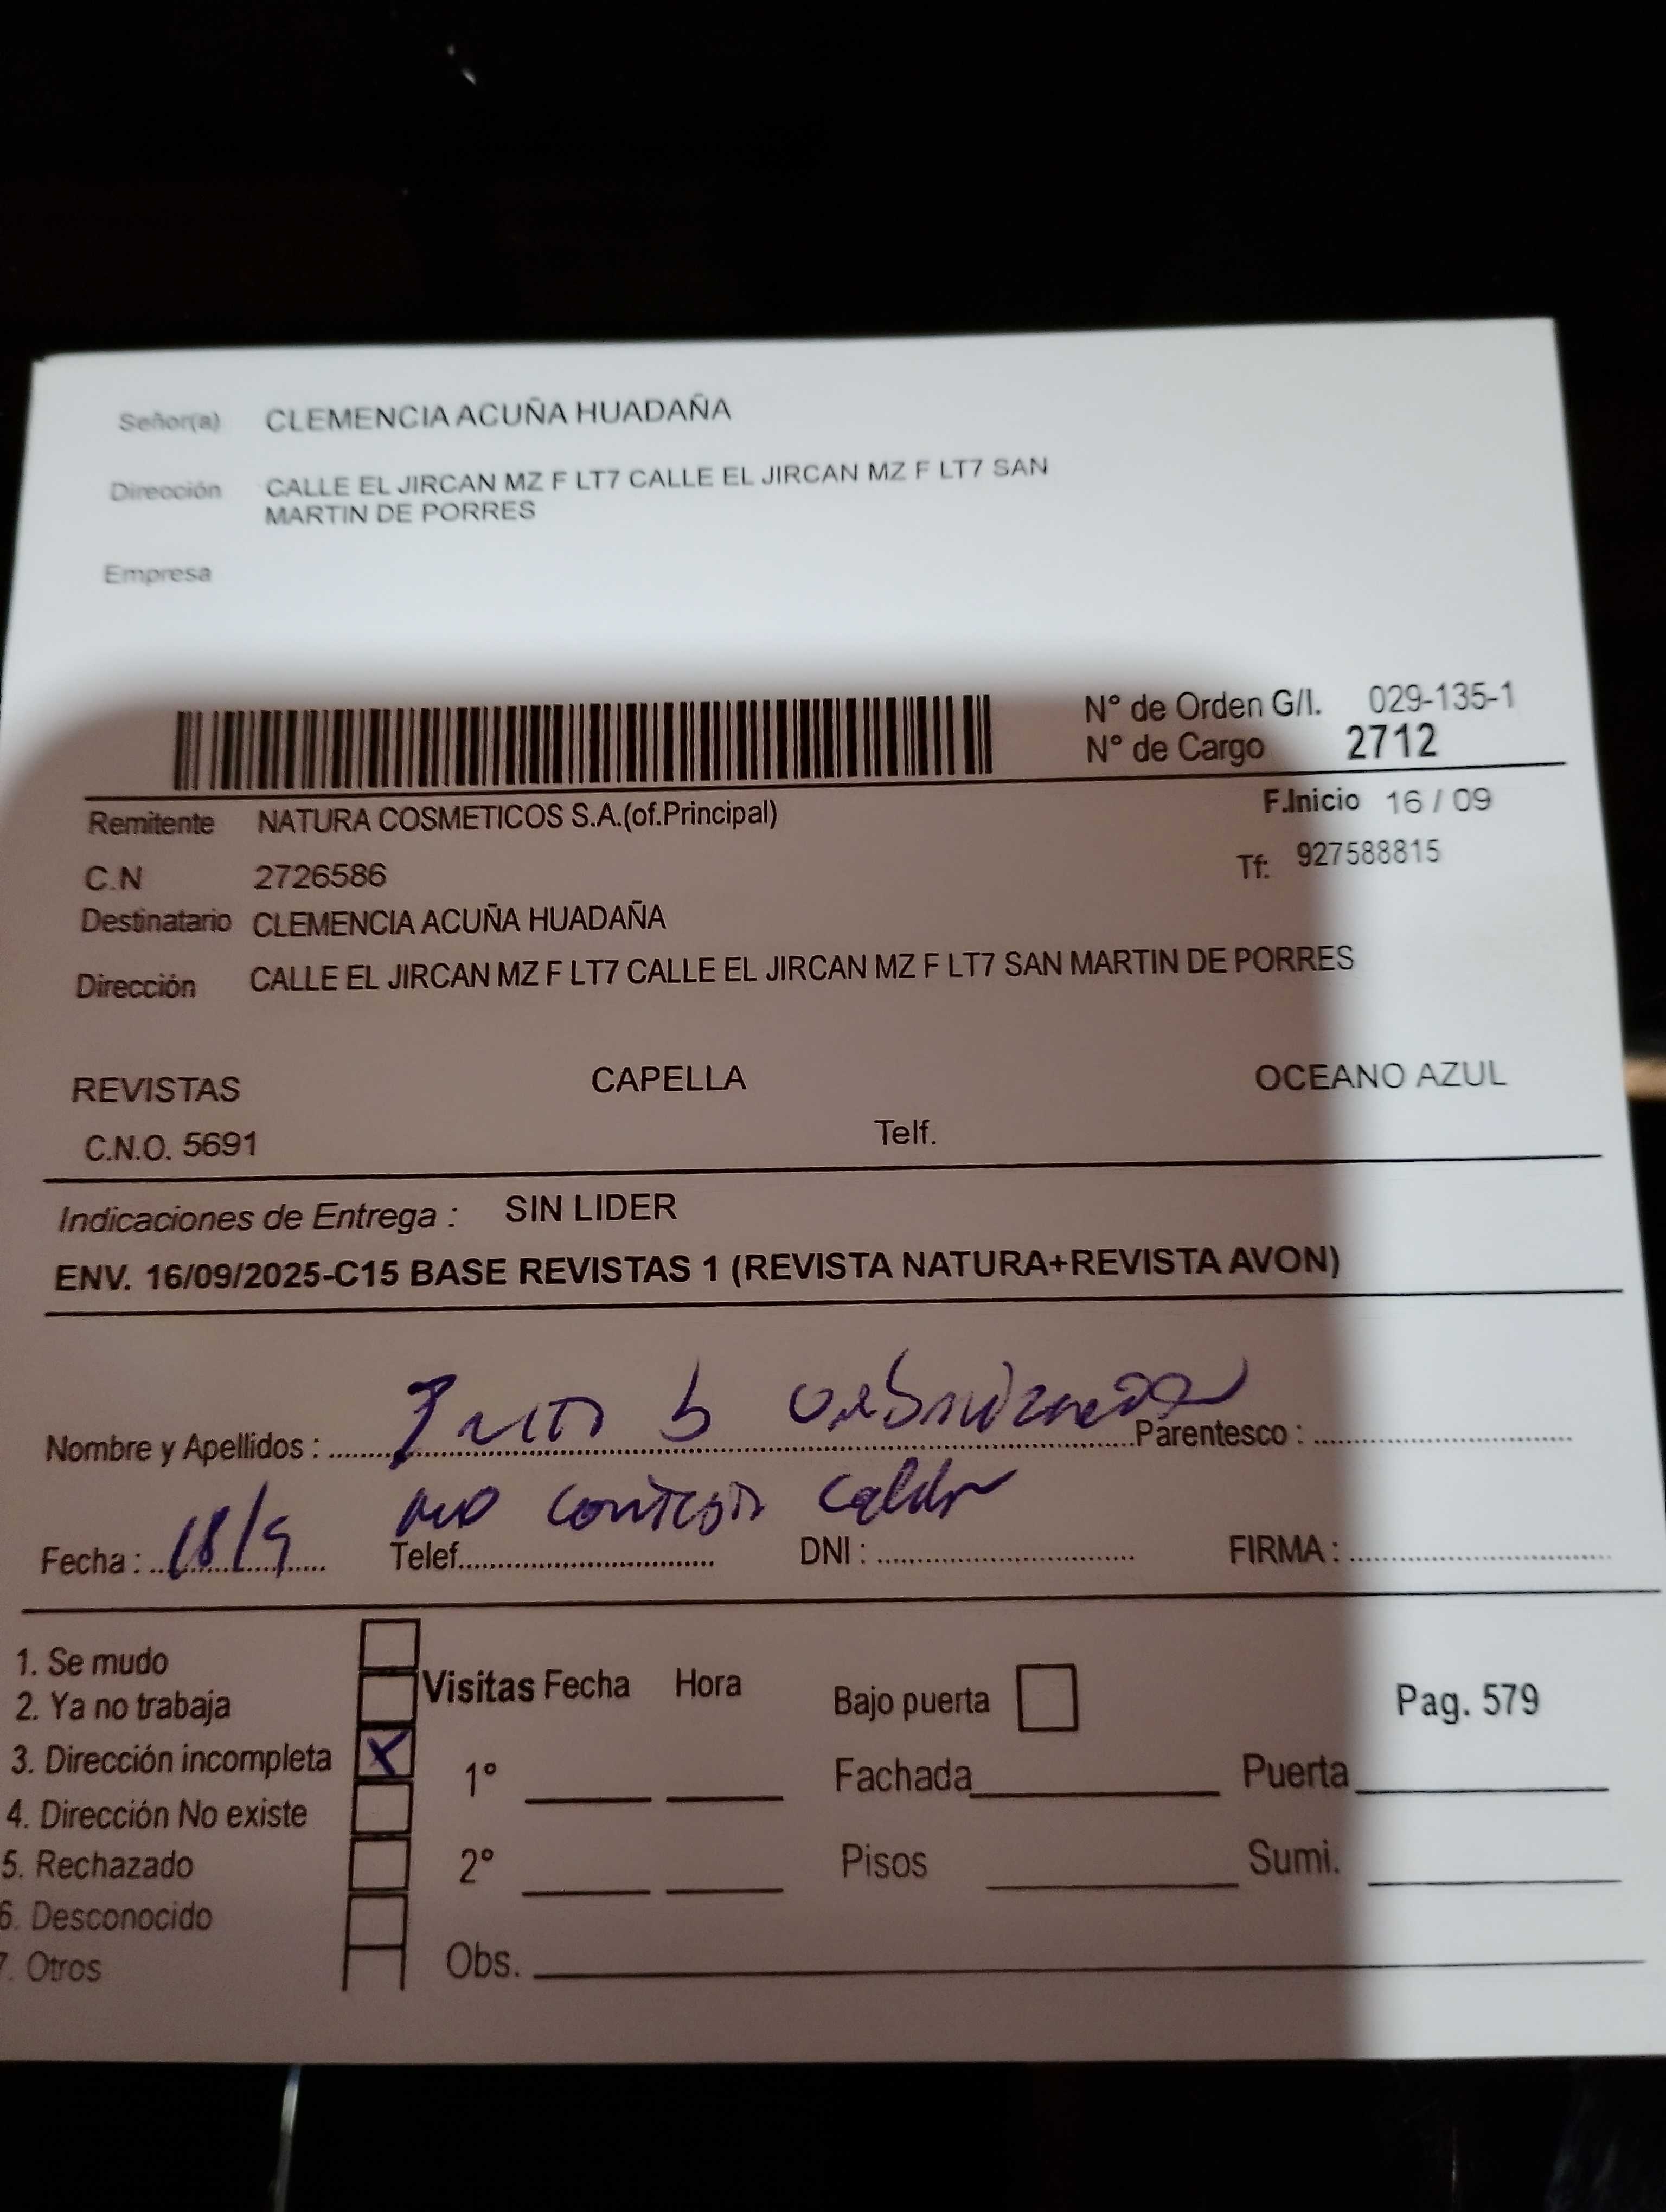 Señor(a) CLEMENCIA ACUÑA HUADAÑA
Dirección CALLE EL JIRCAN MZ F LT7 CALLE EL JIRCAN MZ F LT7 SAN
MARTIN DE PORRES
Empresa
N° de Orden G/I. 029-135-1
N° de Cargo 2712
Remitente NATURA COSMETICOS S.A.(of.Principal) F.Inicio 16 / 09
C.N 2726586 Tf: 927588815
Destinatario CLEMENCIA ACUÑA HUADAÑA
Dirección CALLE EL JIRCAN MZ F LT7 CALLE EL JIRCAN MZ F LT7 SAN MARTIN DE PORRES
REVISTAS CAPELLA OCEANO AZUL
C.N.O. 5691 Telf.
Indicaciones de Entrega : SIN LIDER
ENV. 16/09/2025-C15 BASE REVISTAS 1 (REVISTA NATURA+REVISTA AVON)
Nombre y Apellidos : Parentesco :
no
Fecha : 18/9 Telef. DNI : FIRMA :
1. Se mudo
2. Ya no trabaja Visitas Fecha Hora Bajo puerta Pag. 579
3. Dirección incompleta X 1° Fachada Puerta
4. Dirección No existe
5. Rechazado 2° Pisos Sumi.
6. Desconocido
7. Otros Obs.